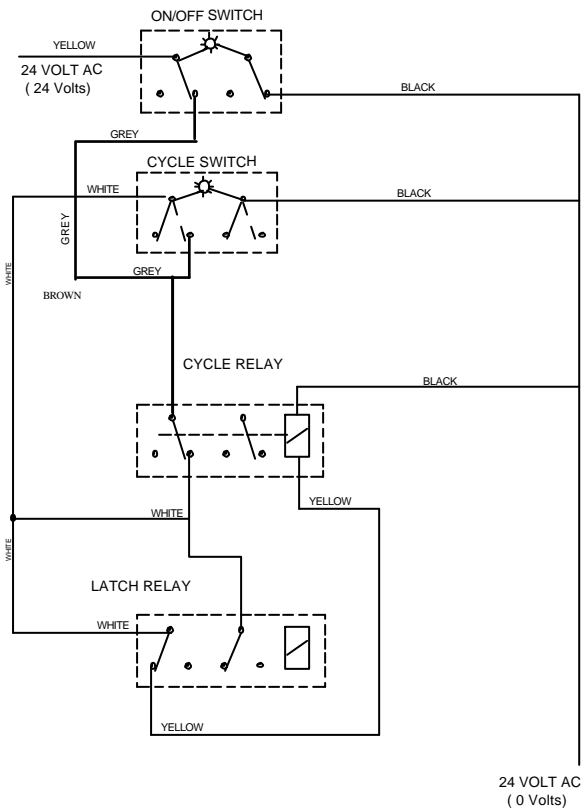 ON/OFF SWITCH
YELLOW
24 VOLT AC
( 24 Volts)
BLACK
GREY
CYCLE SWITCH
WHITE
BLACK
GREY
WHITE
GREY
BROWN
CYCLE RELAY
BLACK
YELLOW
WHITE
WHITE
LATCH RELAY
WHITE
YELLOW
24 VOLT AC
( 0 Volts)